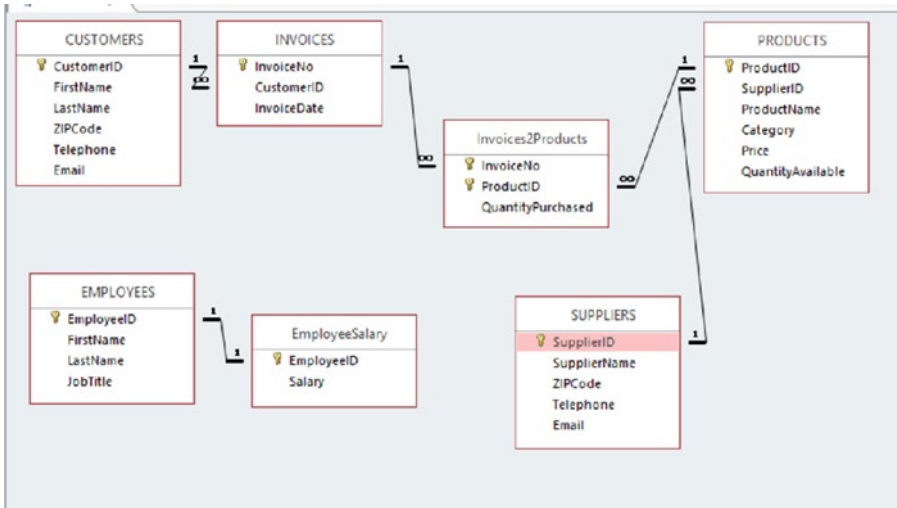 CUSTOMERS
CustomerID
FirstName
LastName
ZIPCode
Telephone
Email
1
∞
INVOICES
InvoiceNo
CustomerID
InvoiceDate
1
∞
Invoices2Products
InvoiceNo
ProductID
QuantityPurchased
∞
1
∞
PRODUCTS
ProductID
SupplierID
ProductName
Category
Price
QuantityAvailable
EMPLOYEES
EmployeeID
FirstName
LastName
JobTitle
1
1
EmployeeSalary
EmployeeID
Salary
SUPPLIERS
SupplierID
SupplierName
ZIPCode
Telephone
Email
1